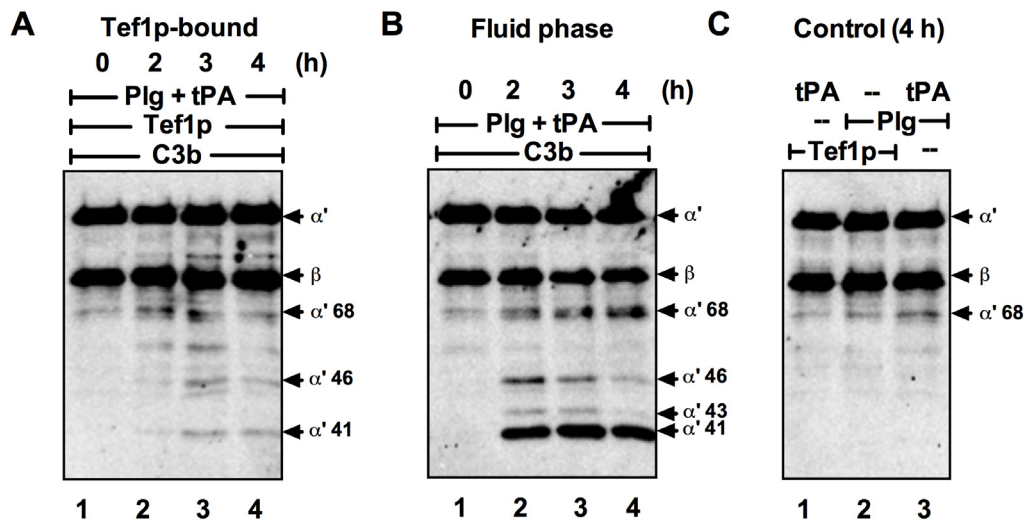 A Tef1p-bound
0 2 3 4 (h)
Plg + tPA
Tef1p
C3b
α'
β
α' 68
α' 46
α' 41
1 2 3 4
B Fluid phase
0 2 3 4 (h)
Plg + tPA
C3b
α'
β
α' 68
α' 46
α' 43
α' 41
1 2 3 4
C Control (4 h)
tPA -- tPA
-- Plg
Tef1p --
α'
β
α' 68
1 2 3